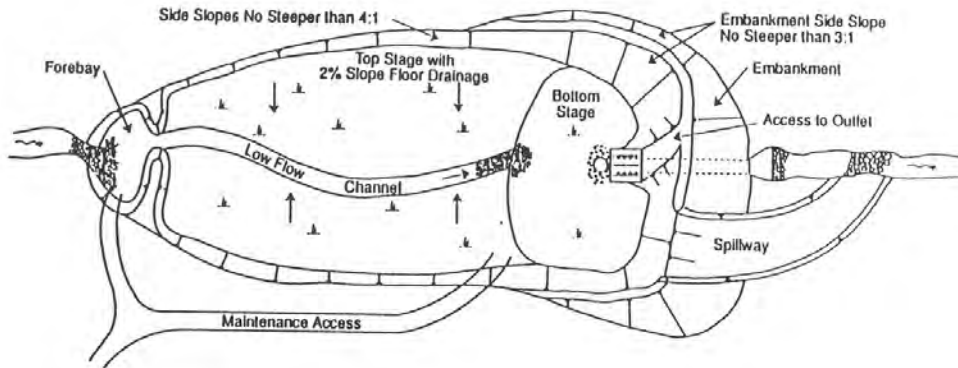 Side Slopes No Steeper than 4:1
Embankment Side Slope
No Steeper than 3:1
Forebay
Top Stage with
2% Slope Floor Drainage
Embankment
Bottom
Stage
Access to Outlet
Low Flow
Channel
Spillway
Maintenance Access